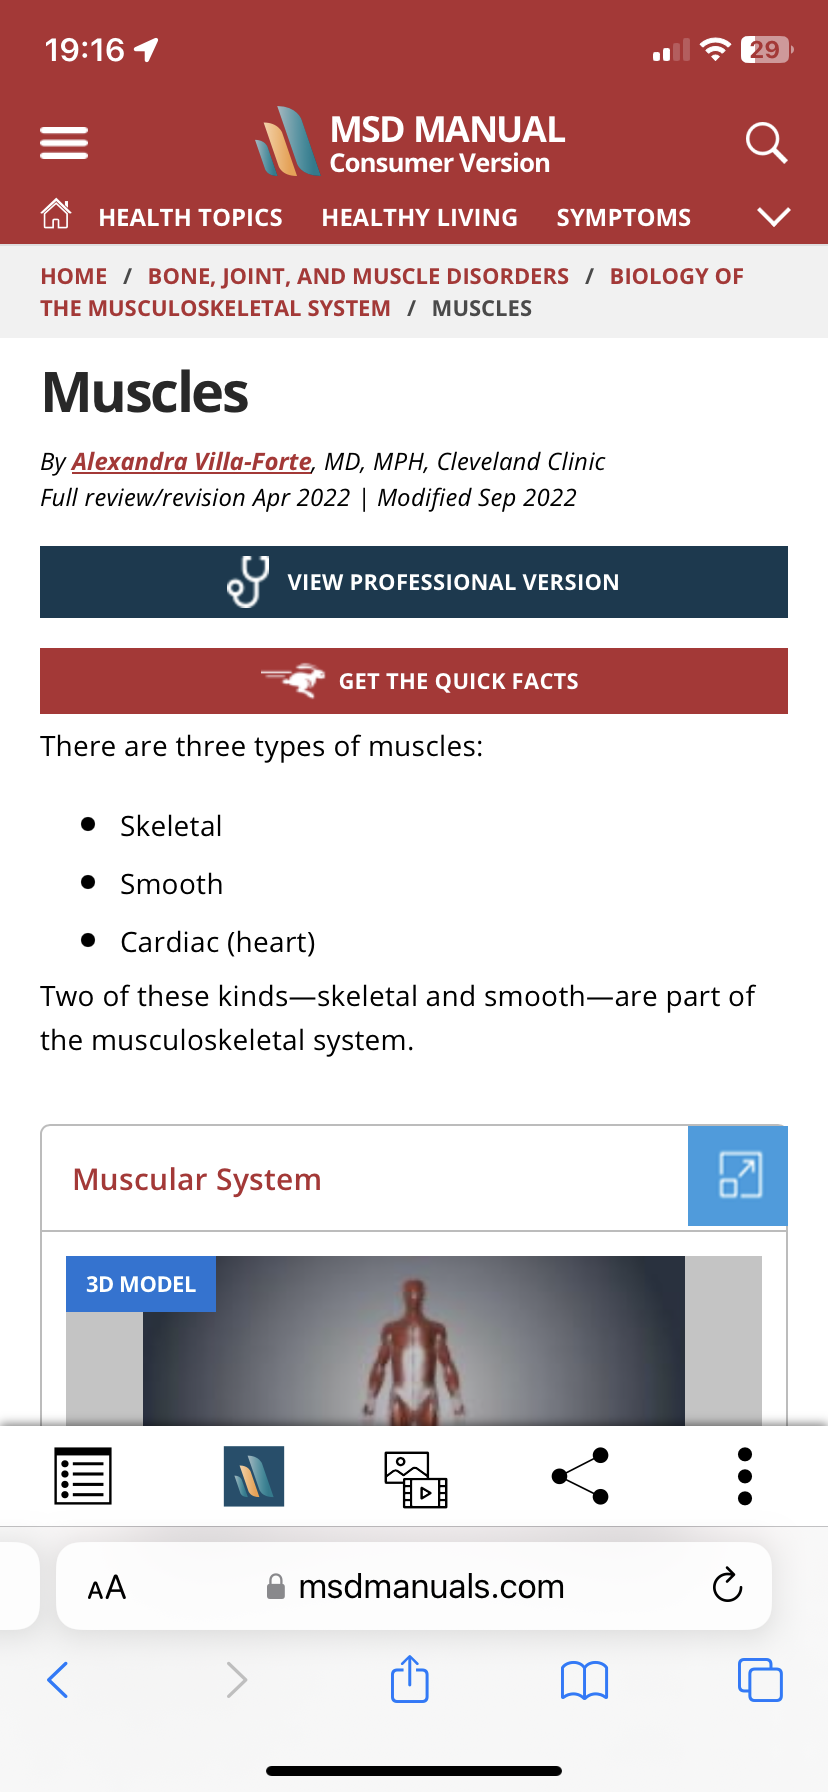 19:16
29
MSD MANUAL
Consumer Version
HEALTH TOPICS HEALTHY LIVING SYMPTOMS
HOME / BONE, JOINT, AND MUSCLE DISORDERS / BIOLOGY OF
THE MUSCULOSKELETAL SYSTEM / MUSCLES
Muscles
By Alexandra Villa-Forte, MD, MPH, Cleveland Clinic
Full review/revision Apr 2022 | Modified Sep 2022
VIEW PROFESSIONAL VERSION
GET THE QUICK FACTS
There are three types of muscles:
• Skeletal
• Smooth
• Cardiac (heart)
Two of these kinds—skeletal and smooth—are part of
the musculoskeletal system.
Muscular System
3D MODEL
AA msdmanuals.com